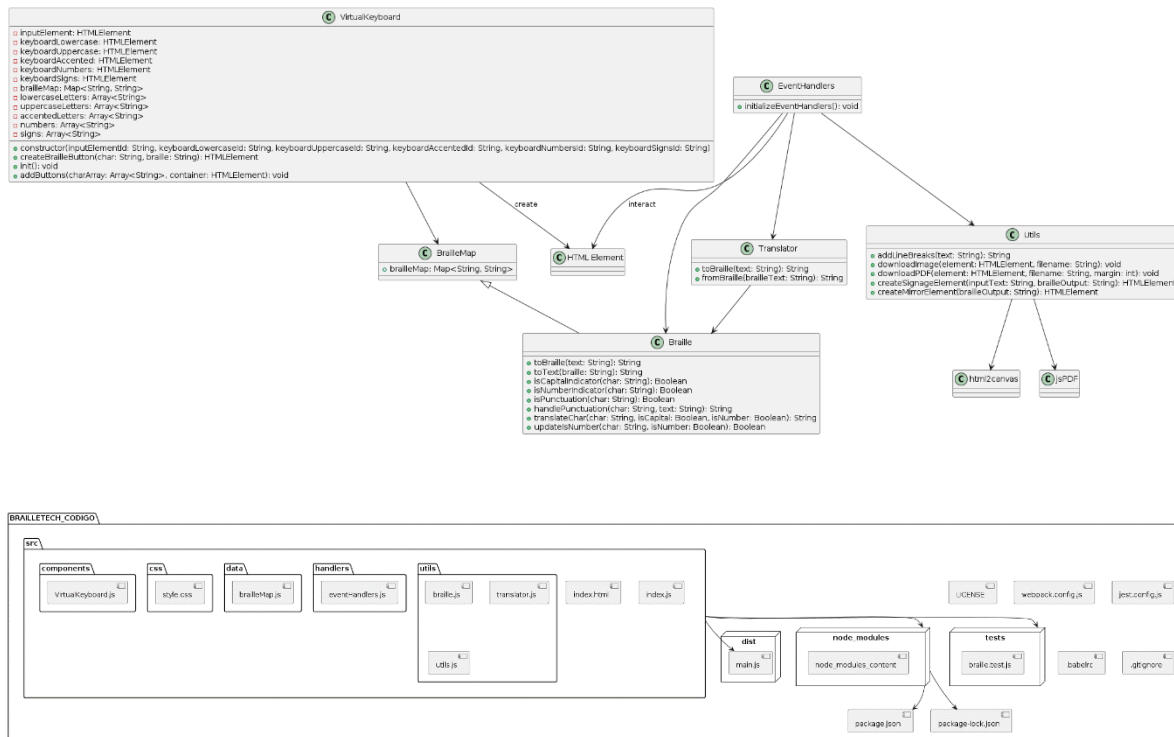 VirtualKeyboard
inputElement: HTMLElement
keyboardLowercase: HTMLElement
keyboardUppercase: HTMLElement
keyboardAccented: HTMLElement
keyboardNumbers: HTMLElement
keyboardSigns: HTMLElement
brailleMap: Map<String, String>
lowercaseLetters: Array<String>
uppercaseLetters: Array<String>
accentedLetters: Array<String>
numbers: Array<String>
signs: Array<String>
constructor(inputElementId: String, keyboardLowercaseId: String, keyboardUppercaseId: String, keyboardAccentedId: String, keyboardNumbersId: String, keyboardSignsId: String)
createBrailleButton(char: String, braille: String): HTMLElement
init(): void
addButtons(charArray: Array<String>, container: HTMLElement): void
EventHandlers
initializeEventHandlers(): void
create
interact
BrailleMap
brailleMap: Map<String, String>
HTML Element
Translator
toBraille(text: String): String
fromBraille(brailleText: String): String
Utils
addLineBreaks(text: String): String
downloadImage(element: HTMLElement, filename: String): void
downloadPDF(element: HTMLElement, filename: String, margin: int): void
createSignageElement(inputText: String, brailleOutput: String): HTMLElement
createMirrorElement(brailleOutput: String): HTMLElement
Braille
toBraille(text: String): String
toText(braille: String): String
isCapitalIndicator(char: String): Boolean
isNumberIndicator(char: String): Boolean
isPunctuation(char: String): Boolean
handlePunctuation(char: String, text: String): String
translateChar(char: String, isCapital: Boolean, isNumber: Boolean): String
updateIsNumber(char: String, isNumber: Boolean): Boolean
html2canvas
jsPDF
BRAILLETECH_CODIGO
src
components
VirtualKeyboard.js
css
style.css
data
brailleMap.js
handlers
eventHandlers.js
utils
braille.js
translator.js
utils.js
index.html
index.js
LICENSE
webpack.config.js
jest.config.js
dist
main.js
node_modules
node_modules_content
tests
braille.test.js
.babelrc
.gitignore
package.json
package-lock.json